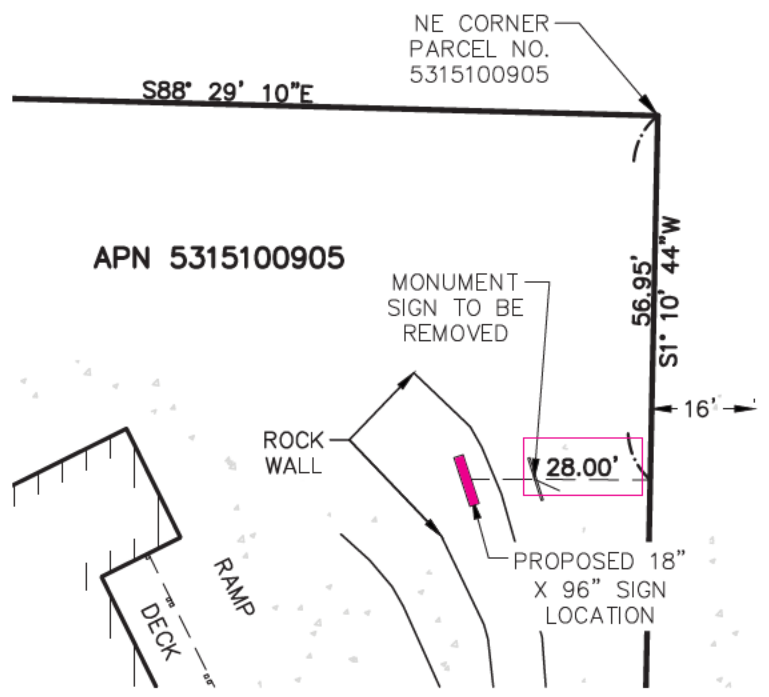 NE CORNER
PARCEL NO.
5315100905
S88° 29' 10"E
APN 5315100905
MONUMENT
SIGN TO BE
REMOVED
56.95'
S1° 10' 44"W
16'
ROCK
WALL
28.00'
PROPOSED 18"
X 96" SIGN
LOCATION
RAMP
DECK